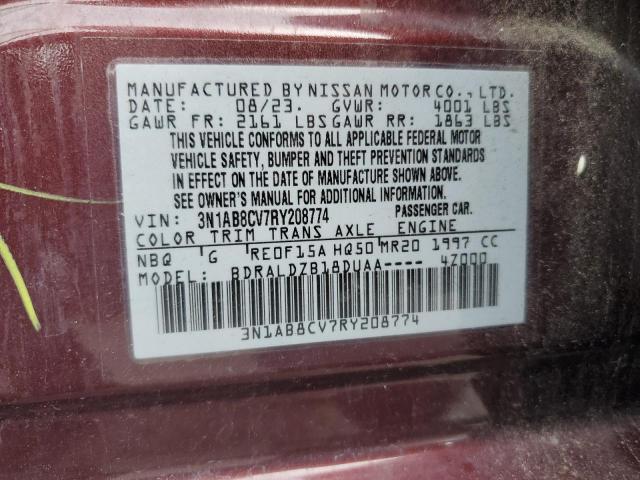 MANUFACTURED BY NISSAN MOTOR CO., LTD.
DATE: 08/23. GVWR: 4001 LBS
GAWR FR: 2161 LBS GAWR RR: 1863 LBS
THIS VEHICLE CONFORMS TO ALL APPLICABLE FEDERAL MOTOR
VEHICLE SAFETY, BUMPER AND THEFT PREVENTION STANDARDS
IN EFFECT ON THE DATE OF MANUFACTURE SHOWN ABOVE.
SEE OWNER'S MANUAL FOR ADDITIONAL INFORMATION.
VIN: 3N1AB8CV7RY208774 PASSENGER CAR.
COLOR TRIM TRANS AXLE ENGINE
NBQ G RE0F15A HQ50 MR20 1997 CC
MODEL: BDRALDZB18DUAA---- 4Z000
3N1AB8CV7RY208774